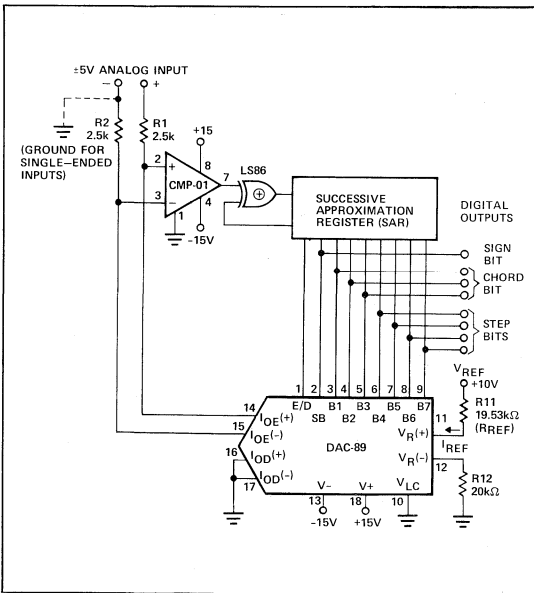 ±5V ANALOG INPUT
− +
R2
2.5k
R1
2.5k
(GROUND FOR
SINGLE–ENDED
INPUTS)
+15
2 + 8
CMP-01
7
3 −
1 4
-15V
LS86
+
SUCCESSIVE
APPROXIMATION
REGISTER (SAR)
DIGITAL
OUTPUTS
SIGN
BIT
CHORD
BIT
STEP
BITS
1 2 3 4 5 6 7 8 9
E/D SB B1 B2 B3 B4 B5 B6 B7
VREF
+10V
R11
19.53kΩ
(RREF)
11
VR(+)
IREF
VR(-)
12
R12
20kΩ
14
IOE(+)
15
IOE(-)
16
IOD(+)
17
IOD(-)
DAC-89
V- V+ VLC
13 18 10
-15V +15V